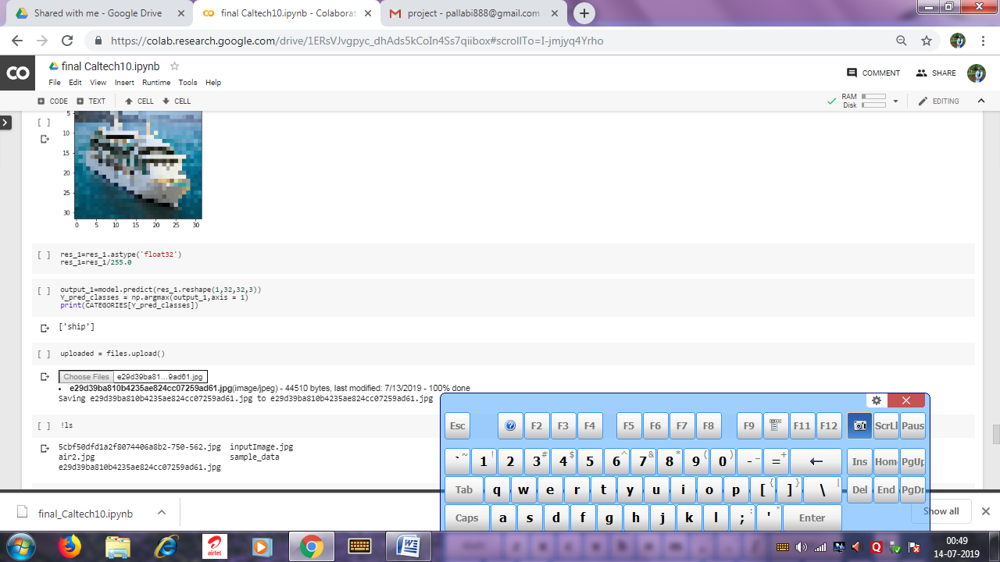 Shared with me - Google Drive
final Caltech10.ipynb - Colaborat
project - pallabi888@gmail.com
https://colab.research.google.com/drive/1ERsVJvgpyc_dhAds5kCoIn4Ss7qiibox#scrollTo=I-jmjyq4Yrho
CO final Caltech10.ipynb
File Edit View Insert Runtime Tools Help
COMMENT SHARE
CODE TEXT CELL CELL
RAM
Disk
EDITING
[ ]
5
10
15
20
25
30
0 5 10 15 20 25 30
[ ] res_1=res_1.astype('float32')
res_1=res_1/255.0
[ ] output_1=model.predict(res_1.reshape(1,32,32,3))
Y_pred_classes = np.argmax(output_1,axis = 1)
print(CATEGORIES[Y_pred_classes])
['ship']
[ ] uploaded = files.upload()
Choose Files e29d39ba81...9ad61.jpg
• e29d39ba810b4235ae824cc07259ad61.jpg(image/jpeg) - 44510 bytes, last modified: 7/13/2019 - 100% done
Saving e29d39ba810b4235ae824cc07259ad61.jpg to e29d39ba810b4235ae824cc07259ad61.jpg
[ ] !ls
5cbf50dfd1a2f8074406a8b2-750-562.jpg inputImage.jpg
air2.jpg sample_data
e29d39ba810b4235ae824cc07259ad61.jpg
Esc ? F2 F3 F4 F5 F6 F7 F8 F9 F11 F12 ScrLl Paus
` ~ 1 ! 2 3 # 4 $ 5 6 ^ 7 & 8 * 9 ( 0 ) - _ = + ← Ins Hom PgUp
Tab q w e r t y u i o p [ { ] } \ | Del End PgDn
Caps a s d f g h j k l ; : ' " Enter
final_Caltech10.ipynb
Show all
airtel
W
Q
00:49
14-07-2019